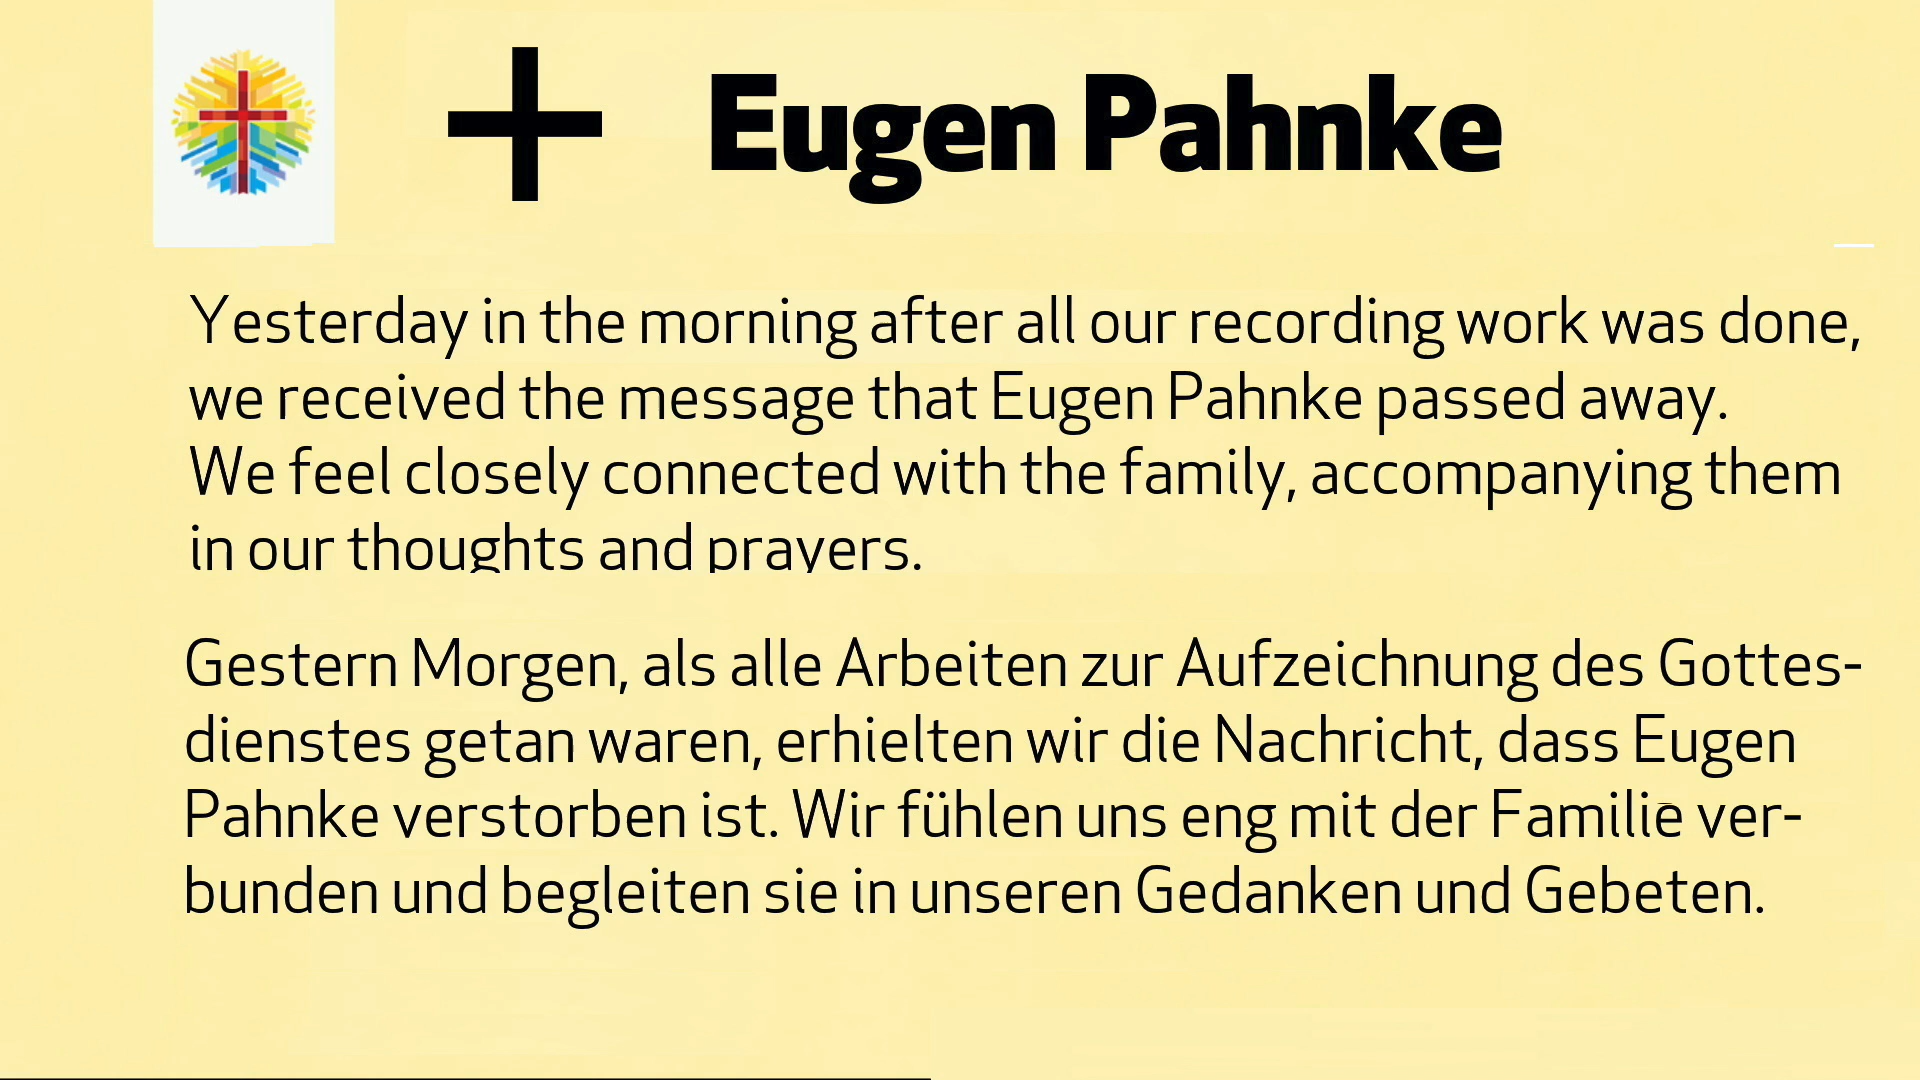 Eugen Pahnke
Yesterday in the morning after all our recording work was done,
we received the message that Eugen Pahnke passed away.
We feel closely connected with the family, accompanying them
in our thoughts and prayers.
Gestern Morgen, als alle Arbeiten zur Aufzeichnung des Gottes-
dienstes getan waren, erhielten wir die Nachricht, dass Eugen
Pahnke verstorben ist. Wir fühlen uns eng mit der Familie ver-
bunden und begleiten sie in unseren Gedanken und Gebeten.